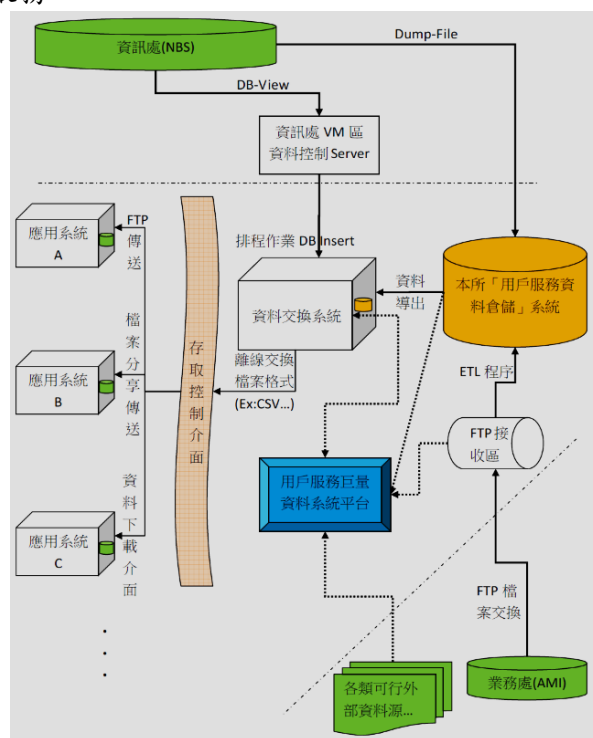 資訊處(NBS)
Dump-File
DB-View
資訊處 VM 區
資料控制 Server
應用系統
A
FTP
傳
送
排程作業 DB Insert
資料交換系統
資料
導出
本所「用戶服務資
料倉儲」系統
離線交換
檔案格式
(Ex:CSV...)
ETL 程序
應用系統
B
檔
案
分
享
傳
送
存
取
控
制
介
面
FTP 接
收區
用戶服務巨量
資料系統平台
應用系統
C
資
料
下
載
介
面
FTP 檔
案交換
各類可行外
部資料源...
業務處(AMI)